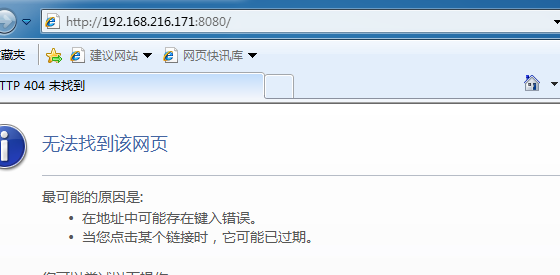 http://192.168.216.171:8080/
藏夹 建议网站 网页快讯库
TTP 404 未找到
无法找到该网页
最可能的原因是:
• 在地址中可能存在键入错误。
• 当您点击某个链接时，它可能已过期。